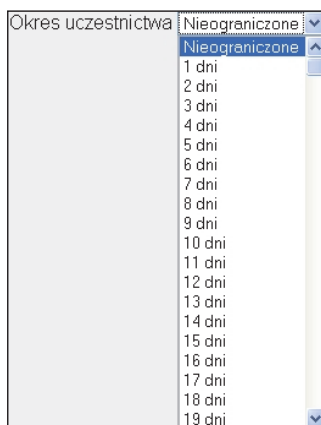 Okres uczestnictwa Nieograniczone
Nieograniczone
1 dni
2 dni
3 dni
4 dni
5 dni
6 dni
7 dni
8 dni
9 dni
10 dni
11 dni
12 dni
13 dni
14 dni
15 dni
16 dni
17 dni
18 dni
19 dni